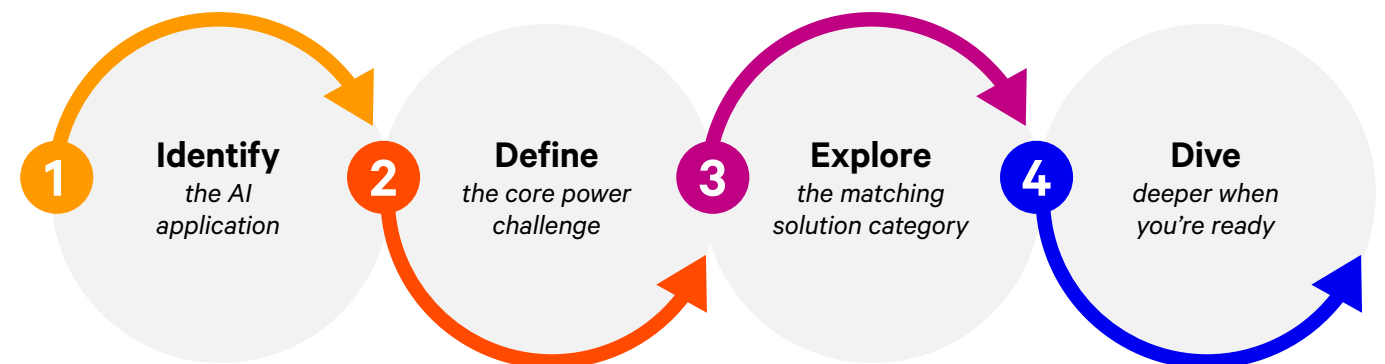 1
Identify
the AI
application
2
Define
the core power
challenge
3
Explore
the matching
solution category
4
Dive
deeper when
you’re ready